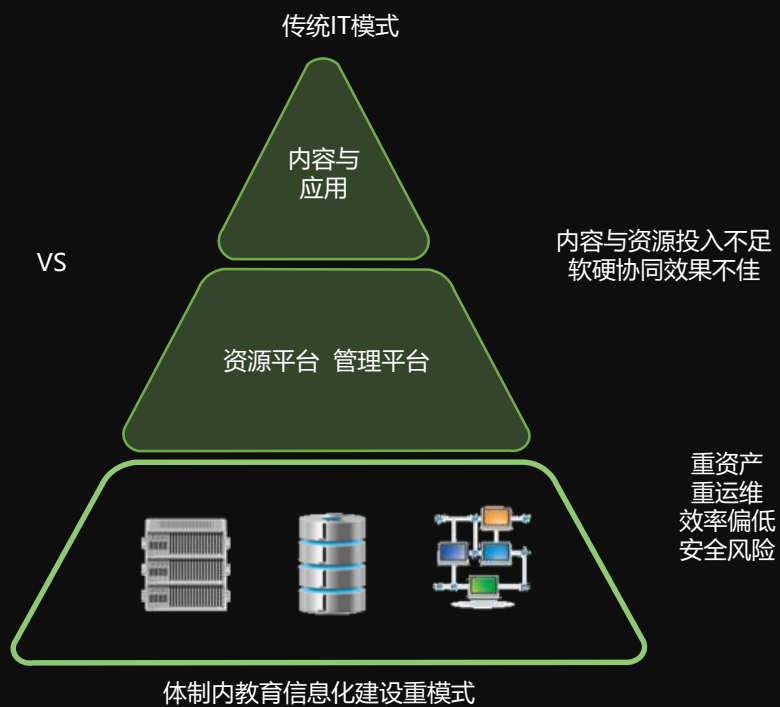 传统IT模式
内容与
应用
VS
内容与资源投入不足
软硬协同效果不佳
资源平台 管理平台
重资产
重运维
效率偏低
安全风险
体制内教育信息化建设重模式